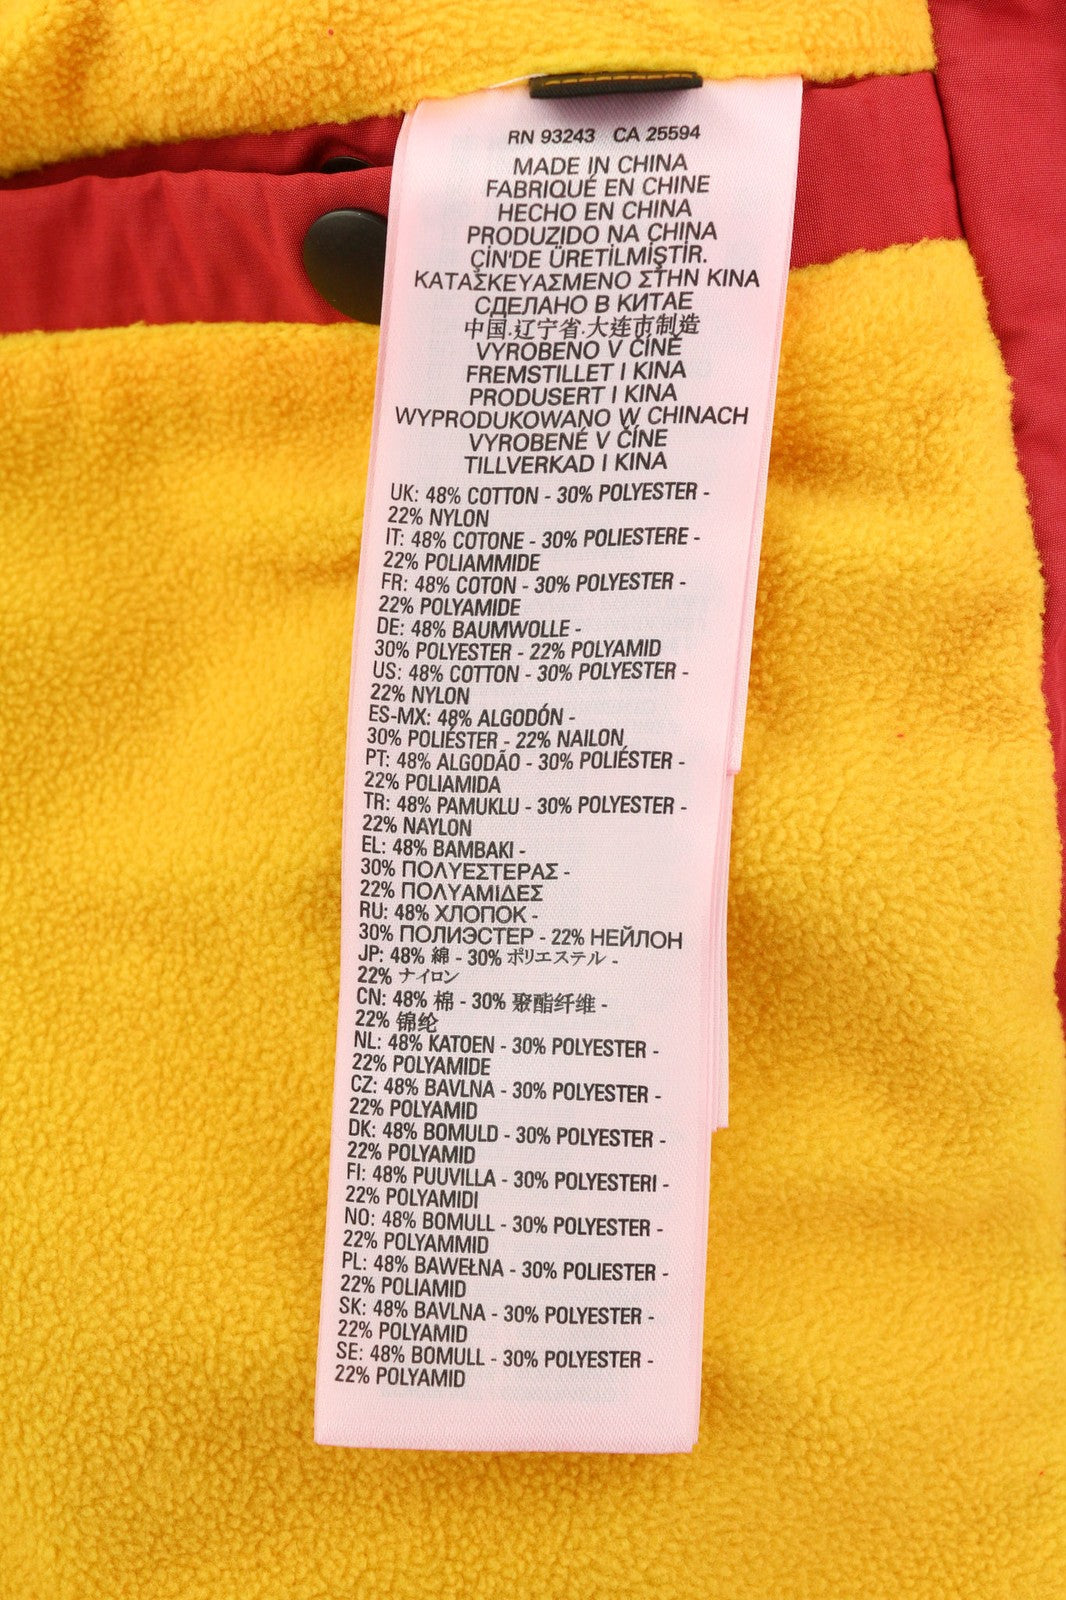 RN 93243 CA 25594
MADE IN CHINA
FABRIQUÉ EN CHINE
HECHO EN CHINA
PRODUZIDO NA CHINA
ÇİN'DE ÜRETİLMİŞTİR.
ΚΑΤΑΣΚΕΥΑΣΜΕΝΟ ΣΤΗΝ ΚΙΝΑ
СДЕЛАНО В КИТАЕ
中国.辽宁省.大连市制造
VYROBENO V ČÍNĚ
FREMSTILLET I KINA
PRODUSERT I KINA
WYPRODUKOWANO W CHINACH
VYROBENÉ V ČÍNE
TILLVERKAD I KINA
UK: 48% COTTON - 30% POLYESTER -
22% NYLON
IT: 48% COTONE - 30% POLIESTERE -
22% POLIAMMIDE
FR: 48% COTON - 30% POLYESTER -
22% POLYAMIDE
DE: 48% BAUMWOLLE -
30% POLYESTER - 22% POLYAMID
US: 48% COTTON - 30% POLYESTER -
22% NYLON
ES-MX: 48% ALGODÓN -
30% POLIÉSTER - 22% NAILON
PT: 48% ALGODÃO - 30% POLIÉSTER -
22% POLIAMIDA
TR: 48% PAMUKLU - 30% POLYESTER -
22% NAYLON
EL: 48% ΒΑΜΒΑΚΙ -
30% ΠΟΛΥΕΣΤΕΡΑΣ -
22% ΠΟΛΥΑΜΙΔΕΣ
RU: 48% ХЛОПОК -
30% ПОЛИЭСТЕР - 22% НЕЙЛОН
JP: 48% 綿 - 30% ポリエステル -
22% ナイロン
CN: 48% 棉 - 30% 聚酯纤维 -
22% 锦纶
NL: 48% KATOEN - 30% POLYESTER -
22% POLYAMIDE
CZ: 48% BAVLNA - 30% POLYESTER -
22% POLYAMID
DK: 48% BOMULD - 30% POLYESTER -
22% POLYAMID
FI: 48% PUUVILLA - 30% POLYESTERI -
22% POLYAMIDI
NO: 48% BOMULL - 30% POLYESTER -
22% POLYAMMID
PL: 48% BAWEŁNA - 30% POLIESTER -
22% POLIAMID
SK: 48% BAVLNA - 30% POLYESTER -
22% POLYAMID
SE: 48% BOMULL - 30% POLYESTER -
22% POLYAMID